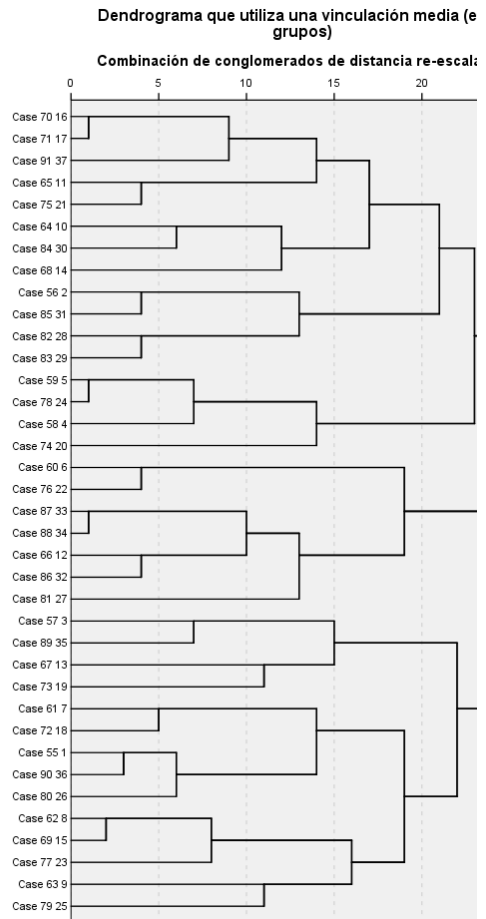 Dendrograma que utiliza una vinculación media (e
grupos)
Combinación de conglomerados de distancia re-escala
0 5 10 15 20
Case 70 16
Case 71 17
Case 91 37
Case 65 11
Case 75 21
Case 64 10
Case 84 30
Case 68 14
Case 56 2
Case 85 31
Case 82 28
Case 83 29
Case 59 5
Case 78 24
Case 58 4
Case 74 20
Case 60 6
Case 76 22
Case 87 33
Case 88 34
Case 66 12
Case 86 32
Case 81 27
Case 57 3
Case 89 35
Case 67 13
Case 73 19
Case 61 7
Case 72 18
Case 55 1
Case 90 36
Case 80 26
Case 62 8
Case 69 15
Case 77 23
Case 63 9
Case 79 25